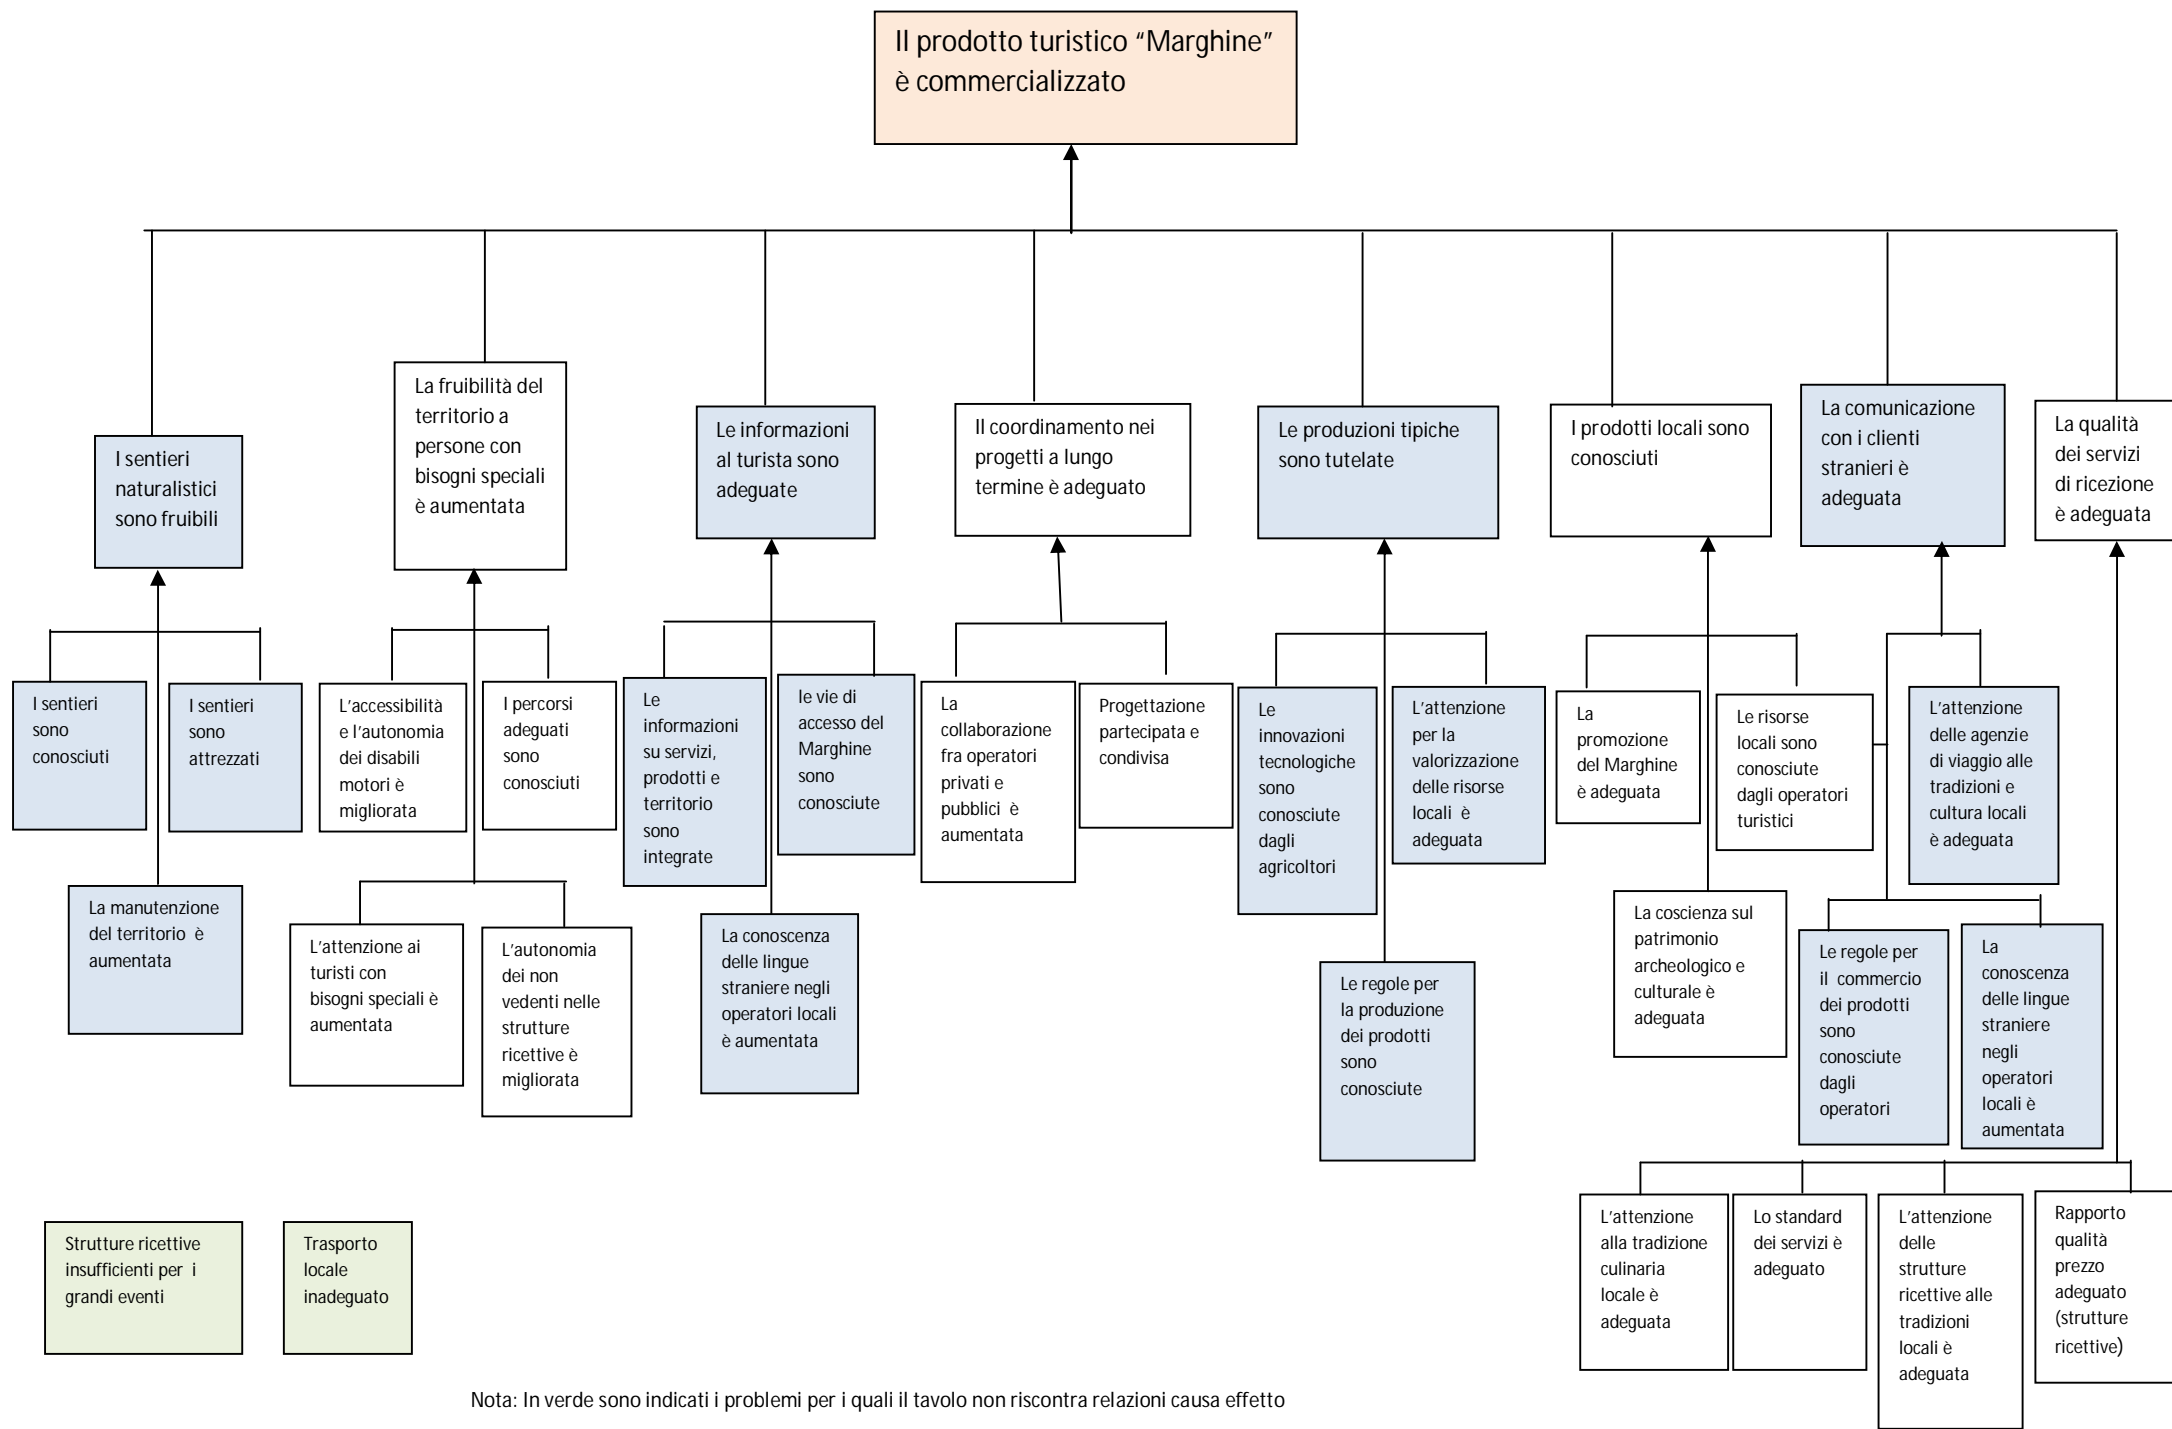 Il prodotto turistico “Marghine”
è commercializzato
La fruibilità del
territorio a
persone con
bisogni speciali
è aumentata
I sentieri
naturalistici
sono fruibili
Le informazioni
al turista sono
adeguate
Il coordinamento nei
progetti a lungo
termine è adeguato
Le produzioni tipiche
sono tutelate
I prodotti locali sono
conosciuti
La comunicazione
con i clienti
stranieri è
adeguata
La qualità
dei servizi
di ricezione
è adeguata
I sentieri
sono
conosciuti
I sentieri
sono
attrezzati
L’accessibilità
e l’autonomia
dei disabili
motori è
migliorata
I percorsi
adeguati
sono
conosciuti
Le
informazioni
su servizi,
prodotti e
territorio
sono
integrate
le vie di
accesso del
Marghine
sono
conosciute
La
collaborazione
fra operatori
privati e
pubblici è
aumentata
Progettazione
partecipata e
condivisa
Le
innovazioni
tecnologiche
sono
conosciute
dagli
agricoltori
L’attenzione
per la
valorizzazione
delle risorse
locali è
adeguata
La
promozione
del Marghine
è adeguata
Le risorse
locali sono
conosciute
dagli operatori
turistici
L’attenzione
delle agenzie
di viaggio alle
tradizioni e
cultura locali
è adeguata
La manutenzione
del territorio è
aumentata
L’attenzione ai
turisti con
bisogni speciali è
aumentata
L’autonomia
dei non
vedenti nelle
strutture
ricettive è
migliorata
La conoscenza
delle lingue
straniere negli
operatori locali
è aumentata
Le regole per
la produzione
dei prodotti
sono
conosciute
La coscienza sul
patrimonio
archeologico e
culturale è
adeguata
Le regole per
il commercio
dei prodotti
sono
conosciute
dagli
operatori
La
conoscenza
delle lingue
straniere
negli
operatori
locali è
aumentata
Strutture ricettive
insufficienti per i
grandi eventi
Trasporto
locale
inadeguato
L’attenzione
alla tradizione
culinaria
locale è
adeguata
Lo standard
dei servizi è
adeguato
L’attenzione
delle
strutture
ricettive alle
tradizioni
locali è
adeguata
Rapporto
qualità
prezzo
adeguato
(strutture
ricettive)
Nota: In verde sono indicati i problemi per i quali il tavolo non riscontra relazioni causa effetto